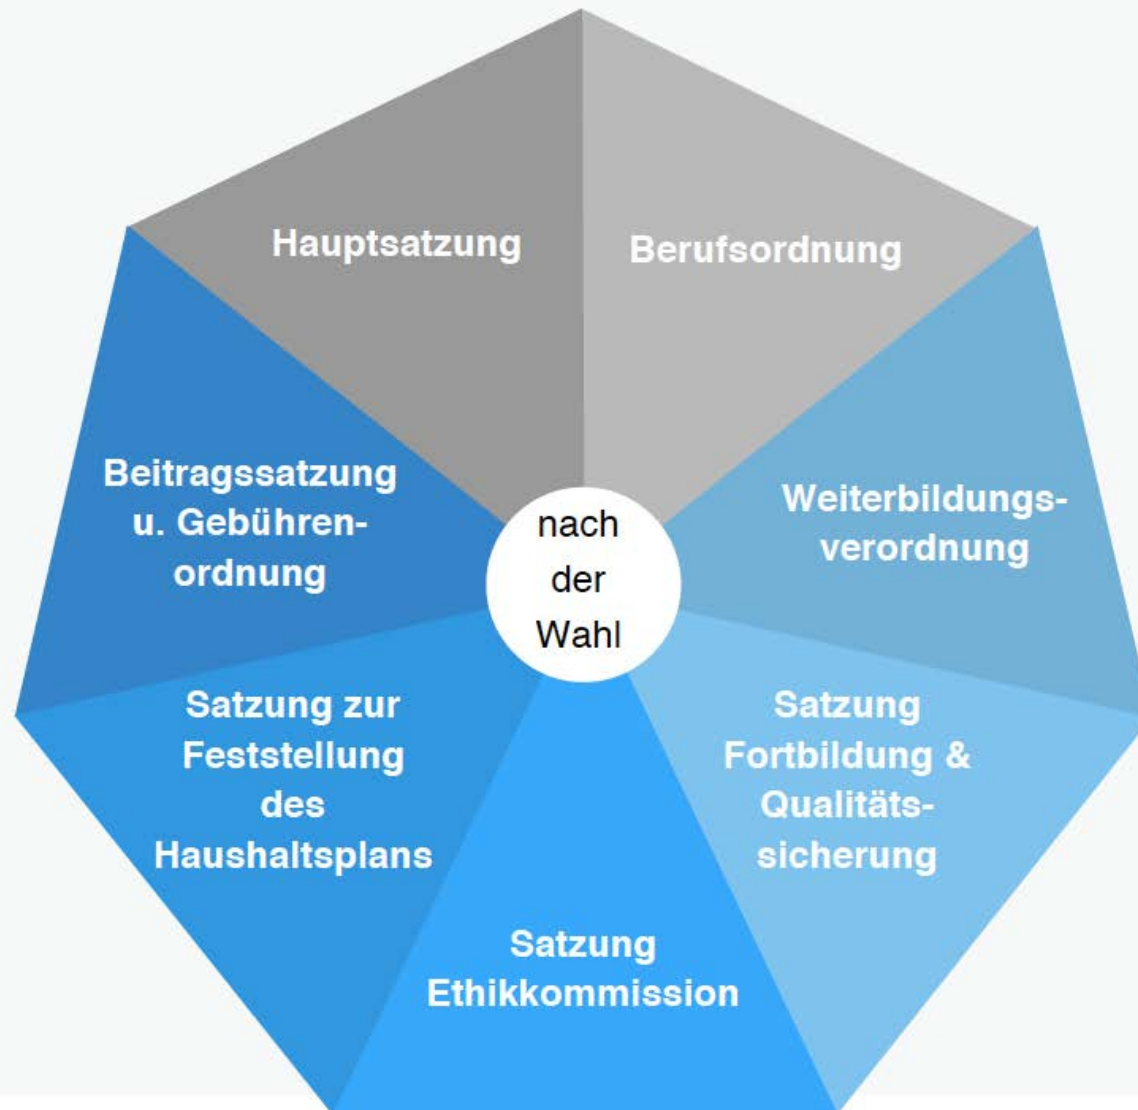 Hauptsatzung
Berufsordnung
Beitragssatzung
u. Gebühren-
ordnung
nach
der
Wahl
Weiterbildungs-
verordnung
Satzung zur
Feststellung
des
Haushaltsplans
Satzung
Fortbildung &
Qualitäts-
sicherung
Satzung
Ethikkommission